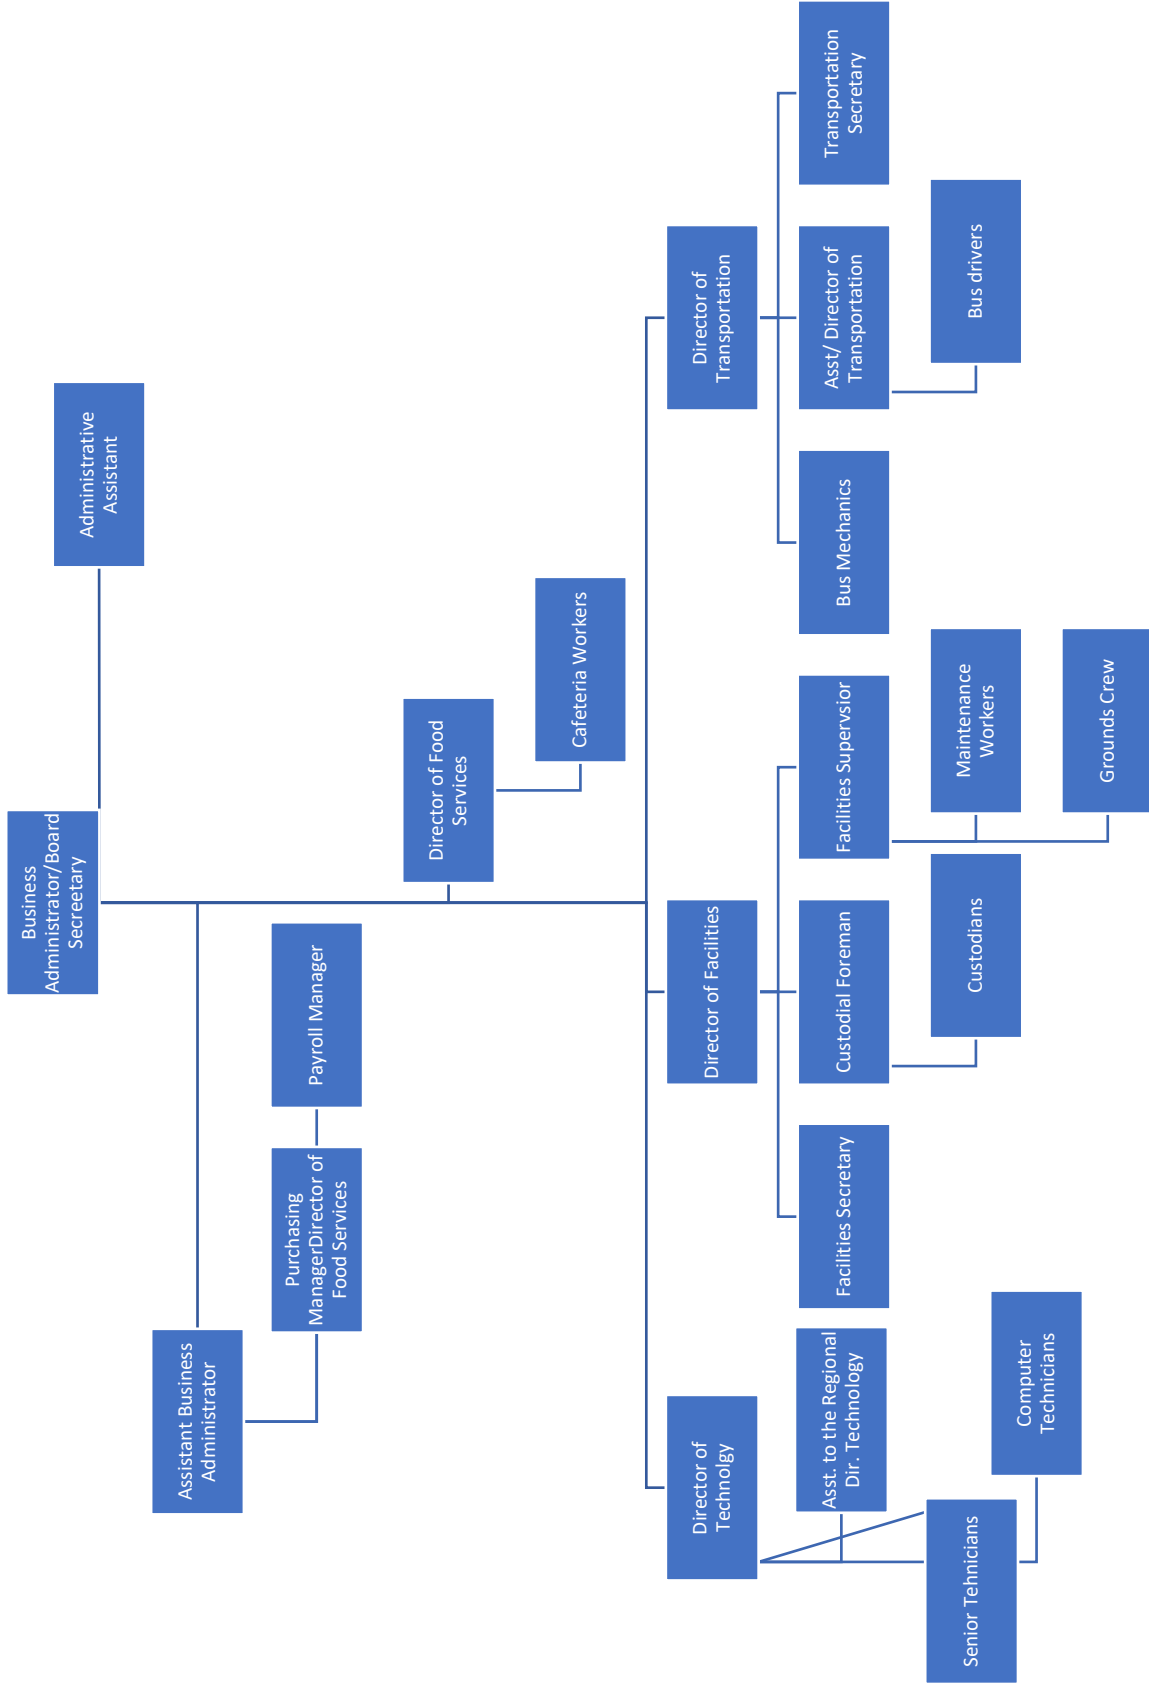 Business
Administrator/Board
Secreetary
Administrative
Assistant
Assistant Business
Administrator
Purchasing
ManagerDirector of
Food Services
Payroll Manager
Director of Food
Services
Cafeteria Workers
Director of
Technolgy
Asst. to the Regional
Dir. Technology
Senior Tehnicians
Computer
Technicians
Director of Facilities
Facilities Secretary
Custodial Foreman
Custodians
Facilities Supervsior
Maintenance
Workers
Grounds Crew
Director of
Transportation
Bus Mechanics
Asst/ Director of
Transportation
Bus drivers
Transportation
Secretary